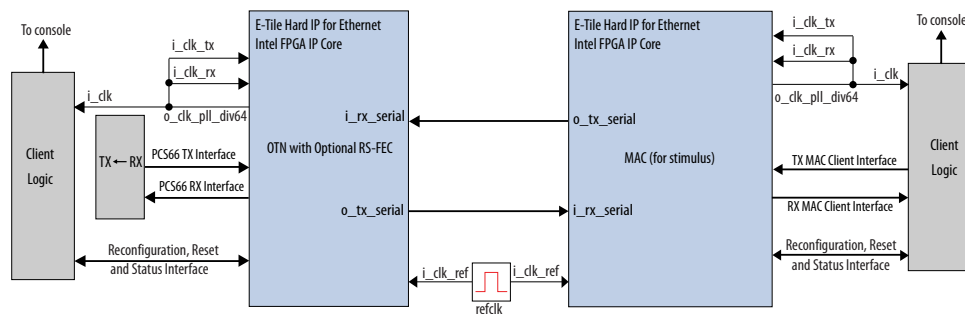 To console
E-Tile Hard IP for Ethernet
Intel FPGA IP Core
E-Tile Hard IP for Ethernet
Intel FPGA IP Core
To console
i_clk_tx
i_clk_tx
i_clk_rx
i_clk_rx
i_clk
i_clk
o_clk_pll_div64
o_clk_pll_div64
i_rx_serial
o_tx_serial
Client
Logic
TX
RX
PCS66 TX Interface
OTN with Optional RS-FEC
MAC (for stimulus)
TX MAC Client Interface
Client
Logic
PCS66 RX Interface
RX MAC Client Interface
o_tx_serial
i_rx_serial
Reconfiguration, Reset
and Status Interface
Reconfiguration, Reset
and Status Interface
i_clk_ref
i_clk_ref
refclk